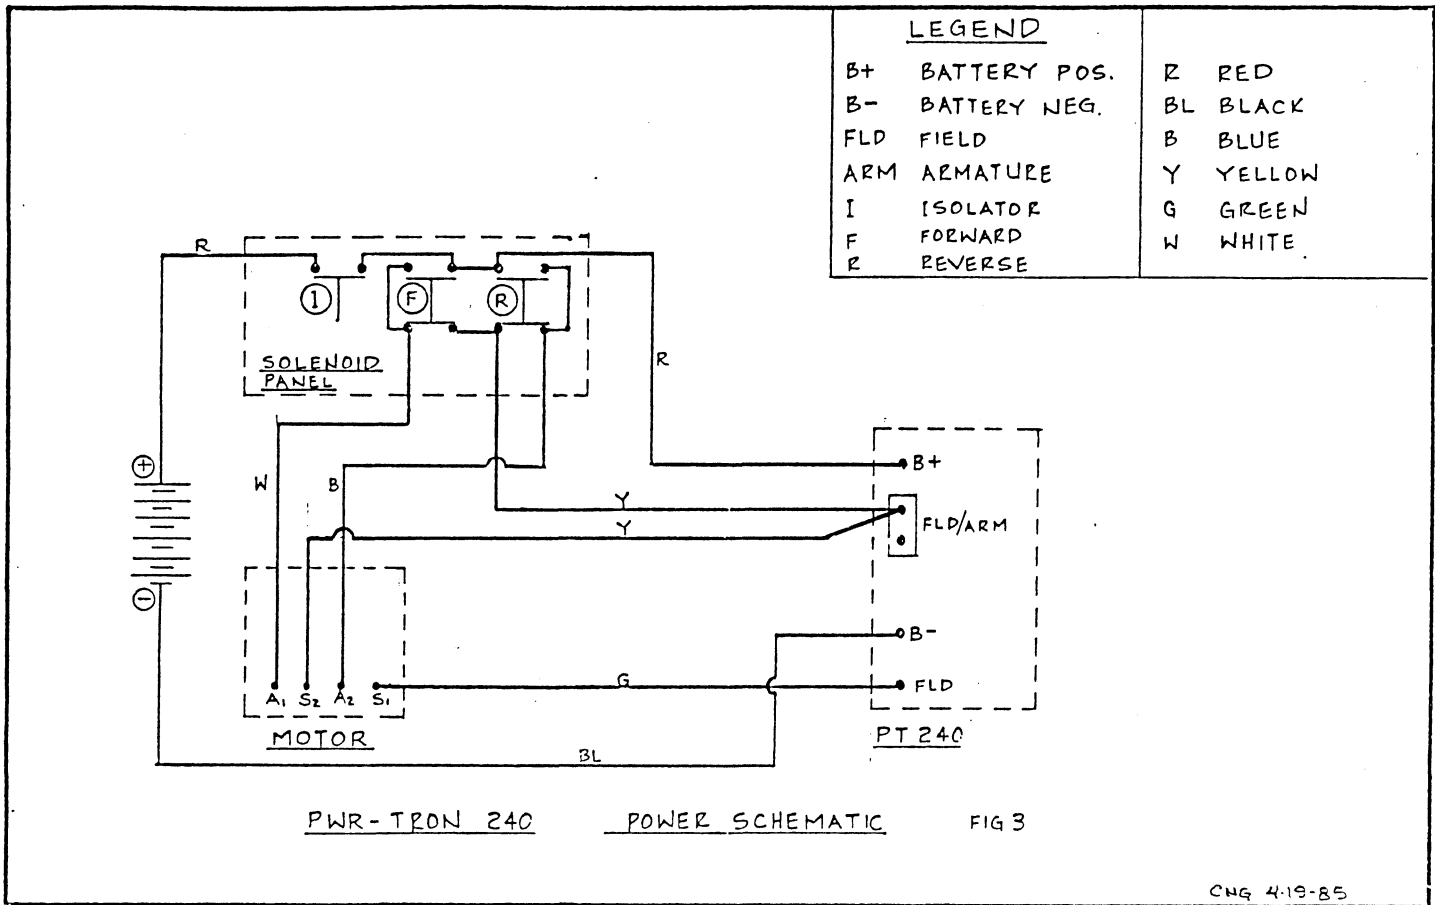 LEGEND
B+ BATTERY POS.
B- BATTERY NEG.
FLD FIELD
ARM ARMATURE
I ISOLATOR
F FORWARD
R REVERSE
R RED
BL BLACK
B BLUE
Y YELLOW
G GREEN
W WHITE
R
I
F
R
SOLENOID
PANEL
R
+
W
B
B+
Y
FLD/ARM
Y
-
B-
A1 S2 A2 S1
G
FLD
MOTOR
PT 240
BL
PWR-TRON 240 POWER SCHEMATIC FIG 3
CNG 4-19-85